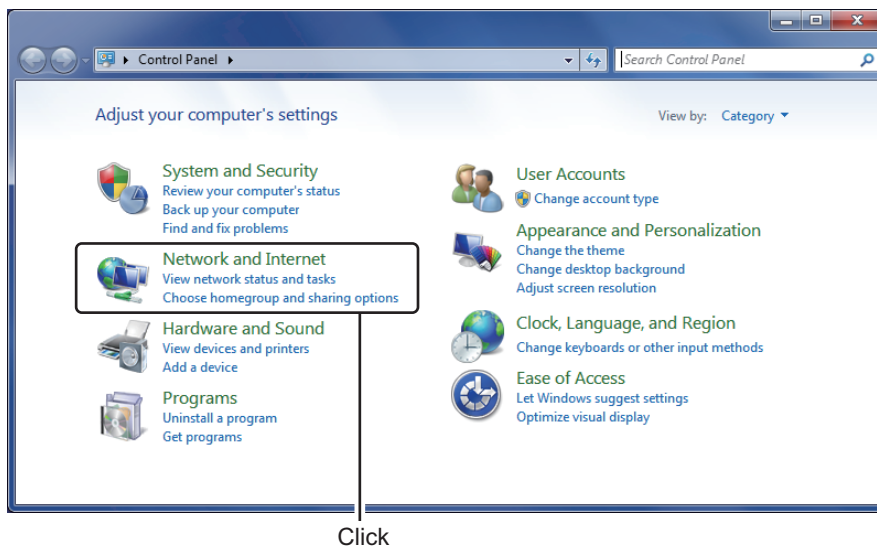 Control Panel
Search Control Panel
Adjust your computer's settings
View by: Category
System and Security
Review your computer's status
Back up your computer
Find and fix problems
Network and Internet
View network status and tasks
Choose homegroup and sharing options
Hardware and Sound
View devices and printers
Add a device
Programs
Uninstall a program
Get programs
User Accounts
Change account type
Appearance and Personalization
Change the theme
Change desktop background
Adjust screen resolution
Clock, Language, and Region
Change keyboards or other input methods
Ease of Access
Let Windows suggest settings
Optimize visual display
Click